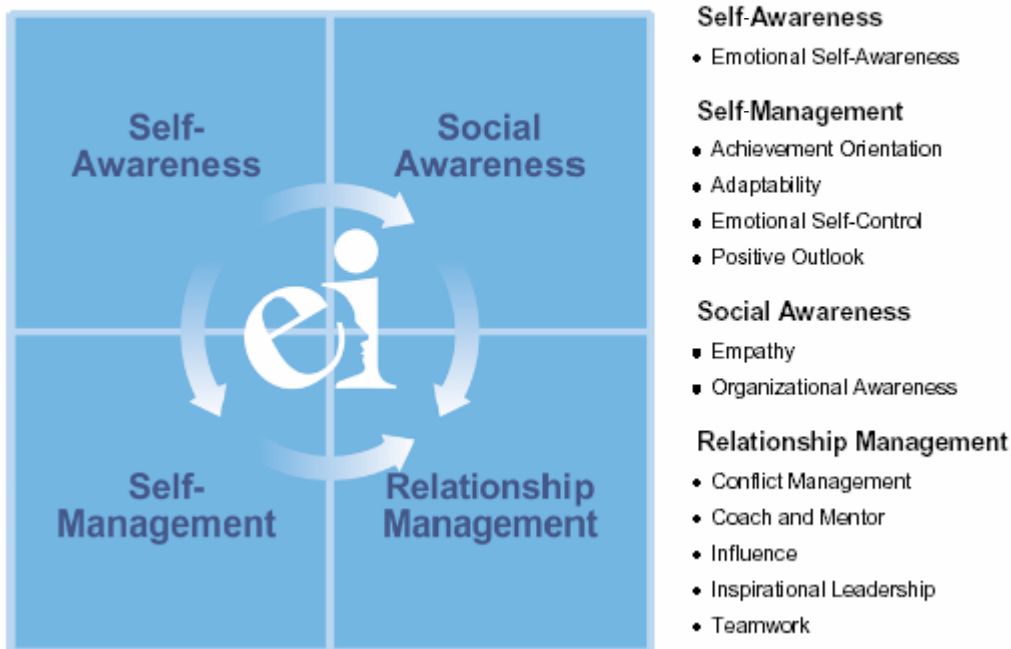 Self-
Awareness
Social
Awareness
ei
Self-
Management
Relationship
Management
Self-Awareness
• Emotional Self-Awareness
Self-Management
• Achievement Orientation
• Adaptability
• Emotional Self-Control
• Positive Outlook
Social Awareness
• Empathy
• Organizational Awareness
Relationship Management
• Conflict Management
• Coach and Mentor
• Influence
• Inspirational Leadership
• Teamwork